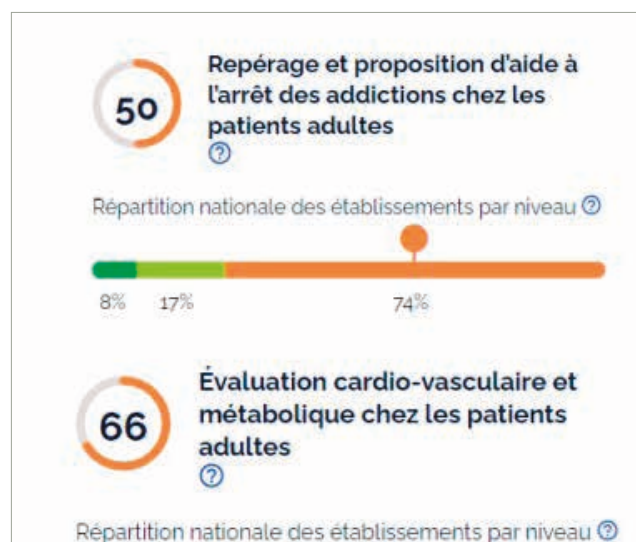 50
Repérage et proposition d'aide à
l'arrêt des addictions chez les
patients adultes
?
Répartition nationale des établissements par niveau ?
8% 17% 74%
66
Évaluation cardio-vasculaire et
métabolique chez les patients
adultes
?
Répartition nationale des établissements par niveau ?